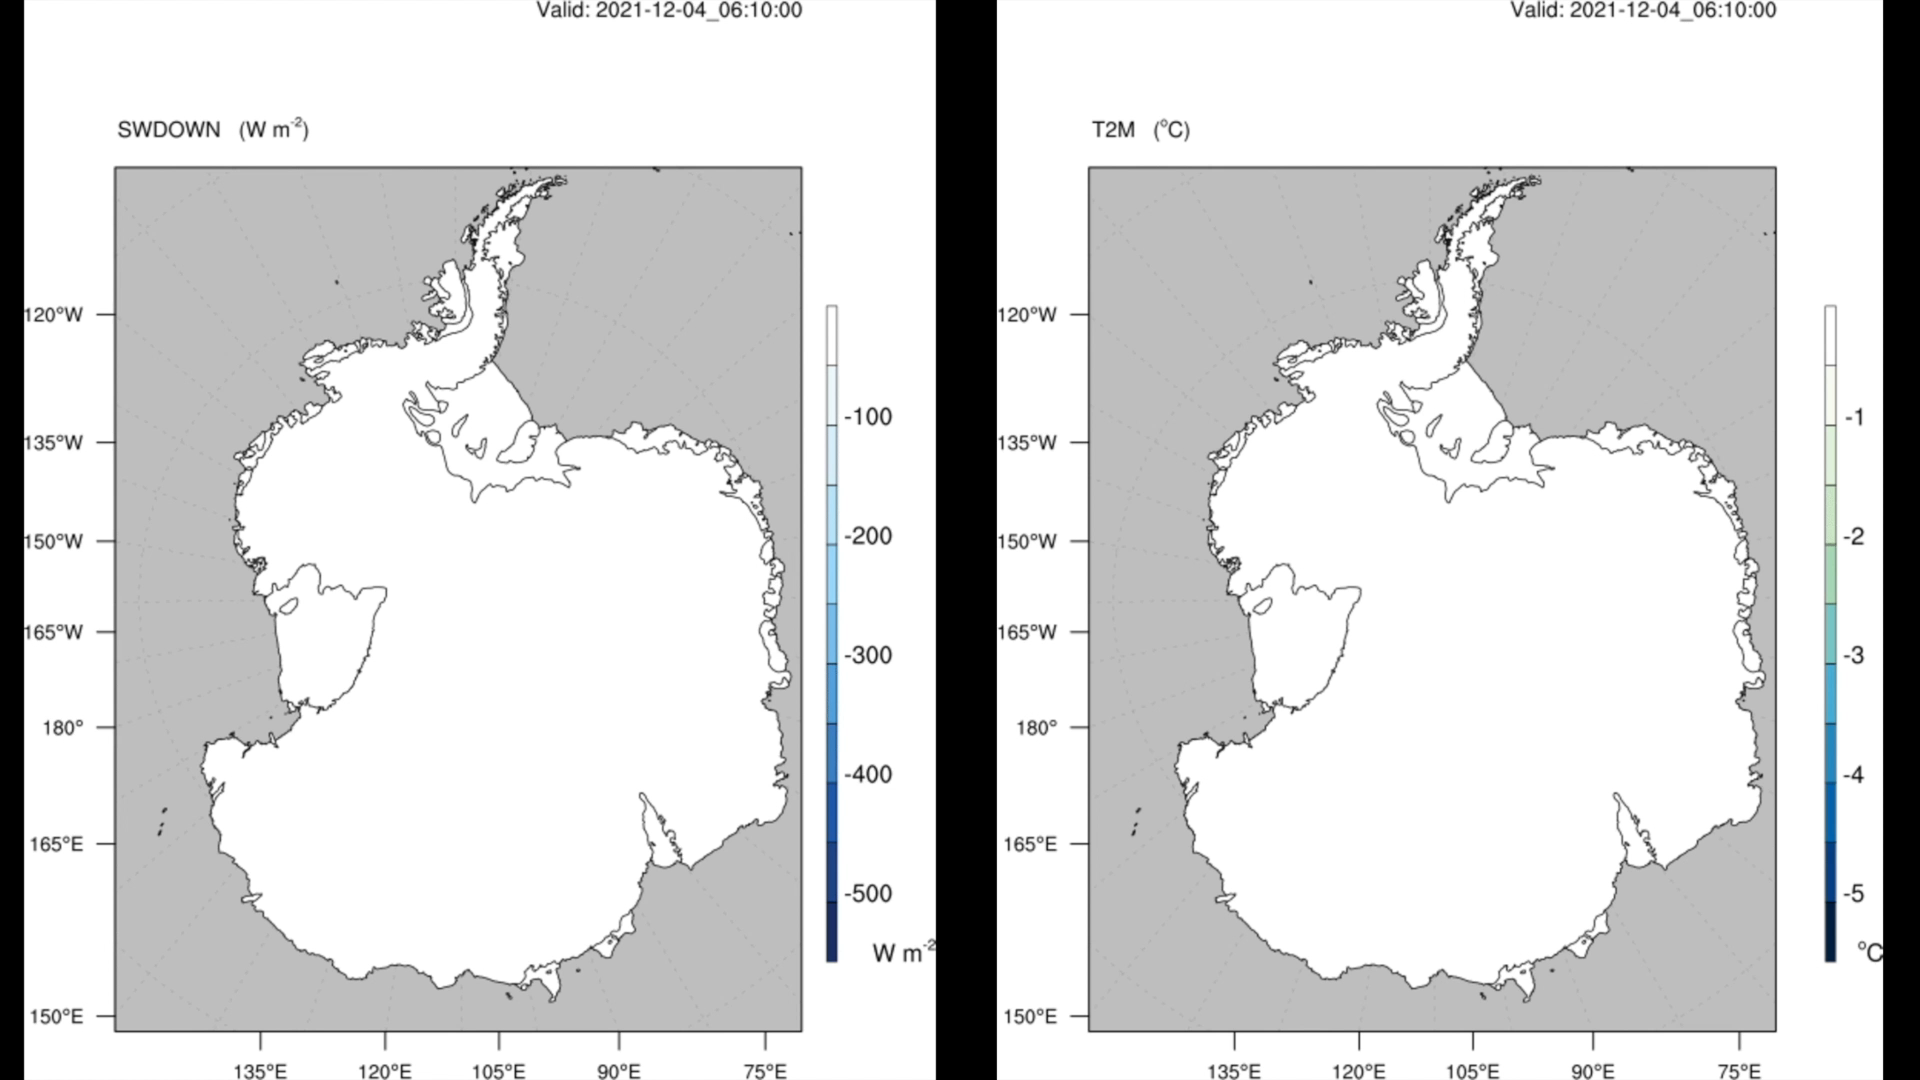 Valid: 2021-12-04_06:10:00
SWDOWN (W m-2)
120°W
135°W
150°W
165°W
180°
165°E
150°E
135°E 120°E 105°E 90°E 75°E
-100
-200
-300
-400
-500
W m-2
Valid: 2021-12-04_06:10:00
T2M (°C)
120°W
135°W
150°W
165°W
180°
165°E
150°E
135°E 120°E 105°E 90°E 75°E
-1
-2
-3
-4
-5
°C